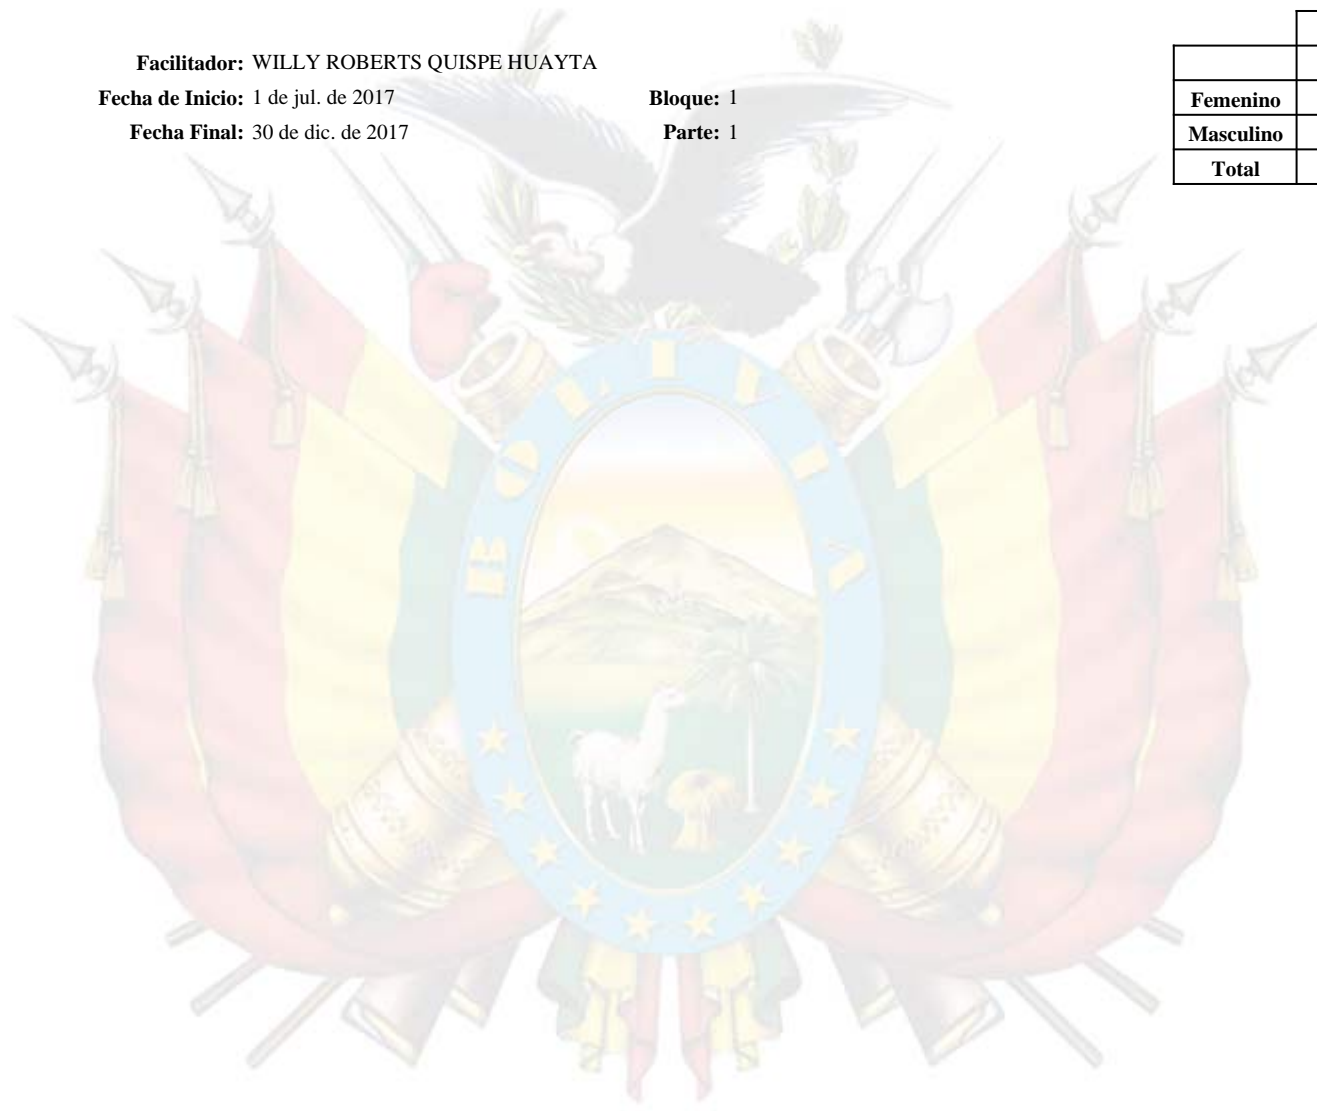 Facilitador: WILLY ROBERTS QUISPE HUAYTA
Fecha de Inicio: 1 de jul. de 2017 Bloque: 1
Fecha Final: 30 de dic. de 2017 Parte: 1
Femenino
Masculino
Total
BOLIVIA